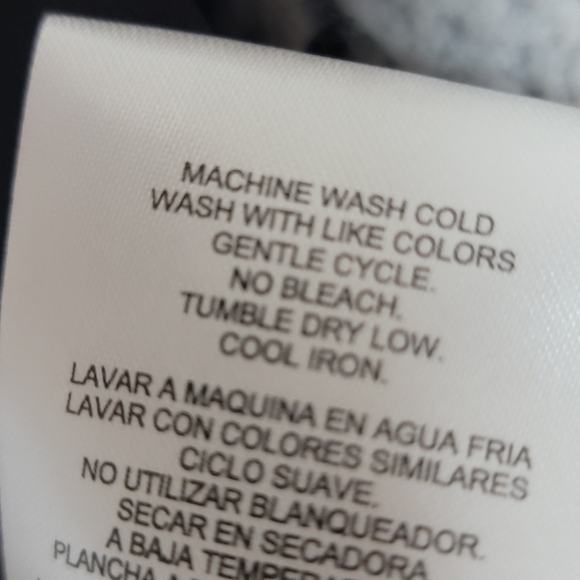 MACHINE WASH COLD
WASH WITH LIKE COLORS
GENTLE CYCLE.
NO BLEACH.
TUMBLE DRY LOW.
COOL IRON.
LAVAR A MAQUINA EN AGUA FRIA
LAVAR CON COLORES SIMILARES
CICLO SUAVE.
NO UTILIZAR BLANQUEADOR.
SECAR EN SECADORA
A BAJA
PLANCHA